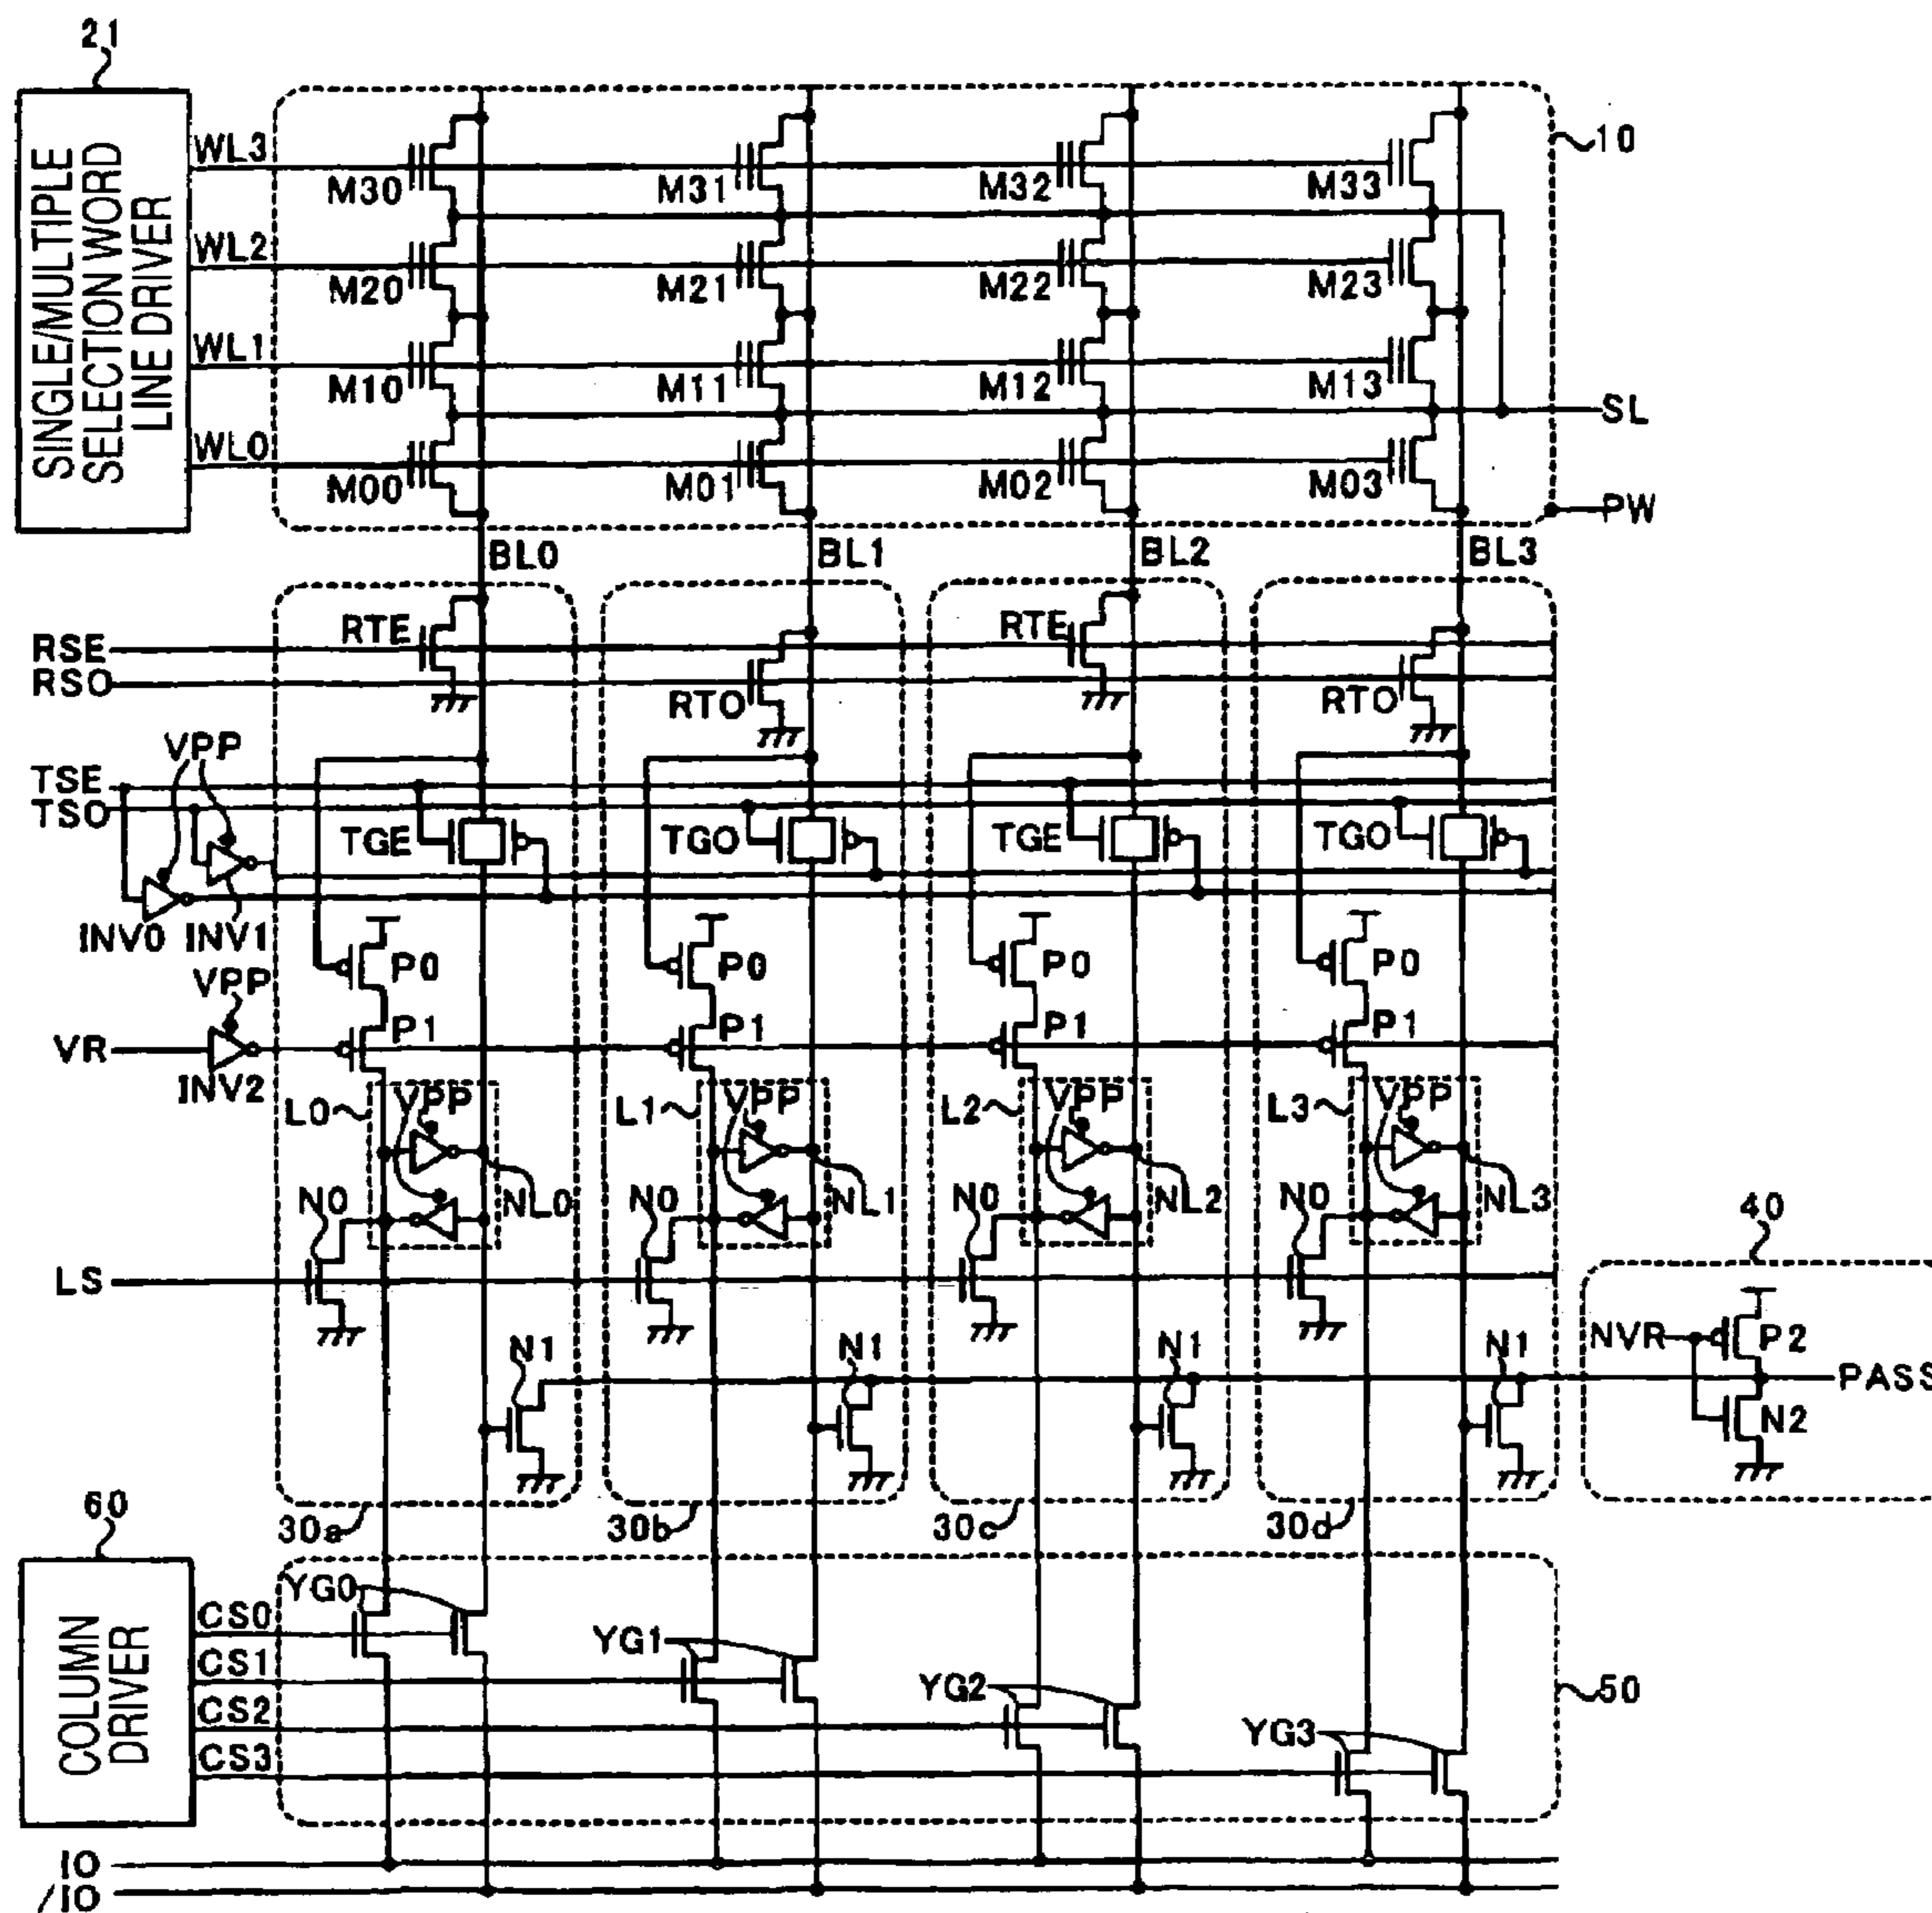 21
SINGLE/MULTIPLE
SELECTION WORD
LINE DRIVER
WL3
WL2
WL1
WL0
M30 M31 M32 M33
M20 M21 M22 M23
M10 M11 M12 M13
M00 M01 M02 M03
10
SL
PW
BL0 BL1 BL2 BL3
RSE
RSO
RTE RTO RTE RTO
VPP
TSE
TSO
TGE TGO TGE TGO
INV0 INV1
P0 P0 P0 P0
VPP
VR
INV2
P1 P1 P1 P1
L0 VPP L1 VPP L2 VPP L3 VPP
N0 NL0 N0 NL1 N0 NL2 N0 NL3
LS
40
N1 N1 N1 N1
NVR P2
PASS
N2
30a 30b 30c 30d
60
COLUMN
DRIVER
CS0
CS1
CS2
CS3
YG0
YG1
YG2
YG3
50
IO
/IO